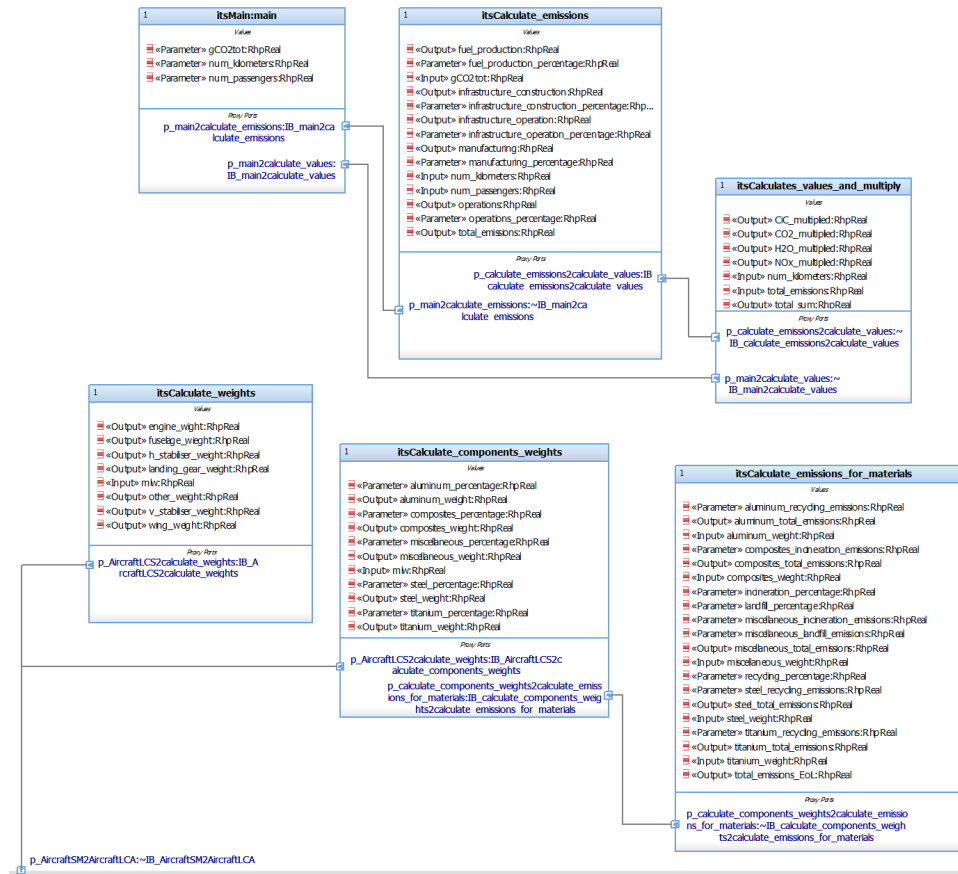 1 itsMain:main
Values
«Parameter» gCO2tot:RhpReal
«Parameter» num_kilometers:RhpReal
«Parameter» num_passengers:RhpReal
Proxy Ports
p_main2calculate_emissions:IB_main2ca
lculate_emissions
p_main2calculate_values:
IB_main2calculate_values
1 itsCalculate_emissions
Values
«Output» fuel_production:RhpReal
«Parameter» fuel_production_percentage:RhpReal
«Input» gCO2tot:RhpReal
«Output» infrastructure_construction:RhpReal
«Parameter» infrastructure_construction_percentage:Rhp...
«Output» infrastructure_operation:RhpReal
«Parameter» infrastructure_operation_percentage:RhpReal
«Output» manufacturing:RhpReal
«Parameter» manufacturing_percentage:RhpReal
«Input» num_kilometers:RhpReal
«Input» num_passengers:RhpReal
«Output» operations:RhpReal
«Parameter» operations_percentage:RhpReal
«Output» total_emissions:RhpReal
Proxy Ports
p_calculate_emissions2calculate_values:IB
_calculate_emissions2calculate_values
p_main2calculate_emissions:~IB_main2ca
lculate_emissions
1 itsCalculates_values_and_multiply
Values
«Output» CiC_multipled:RhpReal
«Output» CO2_multipled:RhpReal
«Output» H2O_multipled:RhpReal
«Output» NOx_multipled:RhpReal
«Input» num_kilometers:RhpReal
«Input» total_emissions:RhpReal
«Output» total_sum:RhpReal
Proxy Ports
p_calculate_emissions2calculate_values:~
IB_calculate_emissions2calculate_values
p_main2calculate_values:~
IB_main2calculate_values
1 itsCalculate_weights
Values
«Output» engine_wight:RhpReal
«Output» fuselage_wieght:RhpReal
«Output» h_stabiliser_weight:RhpReal
«Output» landing_gear_weight:RhpReal
«Input» mlw:RhpReal
«Output» other_weight:RhpReal
«Output» v_stabiliser_weight:RhpReal
«Output» wing_weight:RhpReal
Proxy Ports
p_AircraftLCS2calculate_weights:IB_A
ircraftLCS2calculate_weights
1 itsCalculate_components_weights
Values
«Parameter» aluminum_percentage:RhpReal
«Output» aluminum_weight:RhpReal
«Parameter» composites_percentage:RhpReal
«Output» composites_wieght:RhpReal
«Parameter» miscellaneous_percentage:RhpReal
«Output» miscellaneous_weight:RhpReal
«Input» mlw:RhpReal
«Parameter» steel_percentage:RhpReal
«Output» steel_weight:RhpReal
«Parameter» titanium_percentage:RhpReal
«Output» titanium_weight:RhpReal
Proxy Ports
p_AircraftLCS2calculate_weights:IB_AircraftLCS2c
alculate_components_weights
p_calculate_components_weights2calculate_emiss
ions_for_materials:IB_calculate_components_weig
hts2calculate_emissions_for_materials
1 itsCalculate_emissions_for_materials
Values
«Parameter» aluminum_recycling_emissions:RhpReal
«Output» aluminum_total_emissions:RhpReal
«Input» aluminum_weight:RhpReal
«Parameter» composites_incineration_emissions:RhpReal
«Output» composites_total_emissions:RhpReal
«Input» composites_weight:RhpReal
«Parameter» incineration_percentage:RhpReal
«Parameter» landfill_percentage:RhpReal
«Parameter» miscellaneous_incineration_emissions:RhpReal
«Parameter» miscellaneous_landfill_emissions:RhpReal
«Output» miscellaneous_total_emissions:RhpReal
«Input» miscellaneous_weight:RhpReal
«Parameter» recycling_percentage:RhpReal
«Parameter» steel_recycling_emissions:RhpReal
«Output» steel_total_emissions:RhpReal
«Input» steel_weight:RhpReal
«Parameter» titanium_recycling_emissions:RhpReal
«Output» titanium_total_emissions:RhpReal
«Input» titanium_weight:RhpReal
«Output» total_emissions_EoL:RhpReal
Proxy Ports
p_calculate_components_weights2calculate_emissio
ns_for_materials:~IB_calculate_components_weigh
ts2calculate_emissions_for_materials
p_AircraftSM2AircraftLCA:~IB_AircraftSM2AircraftLCA